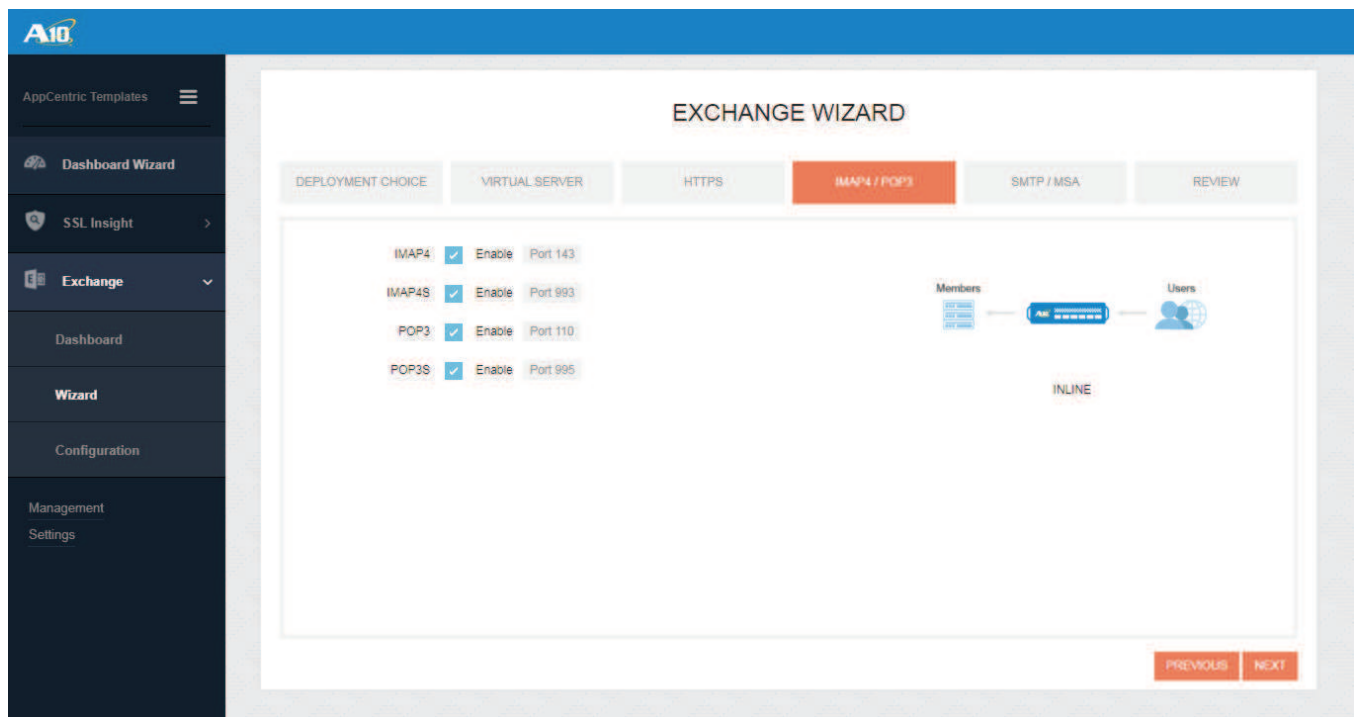 A10
AppCentric Templates
Dashboard Wizard
SSL Insight
Exchange
Dashboard
Wizard
Configuration
Management
Settings
EXCHANGE WIZARD
DEPLOYMENT CHOICE
VIRTUAL SERVER
HTTPS
IMAP4 / POP3
SMTP / MSA
REVIEW
IMAP4 Enable Port 143
IMAP4S Enable Port 993
POP3 Enable Port 110
POP3S Enable Port 995
Members
A10
Users
INLINE
PREVIOUS
NEXT